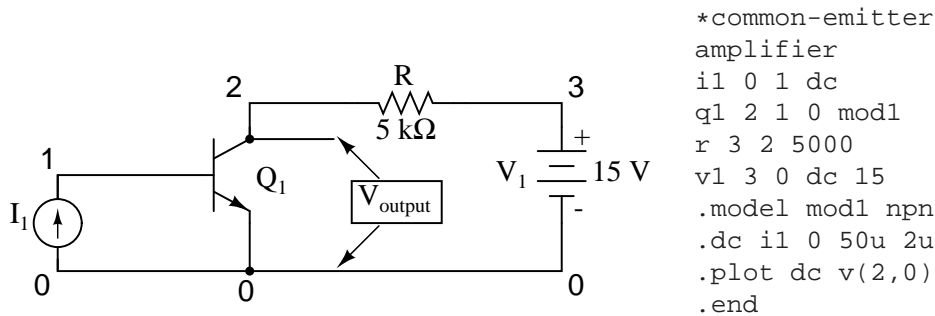 2
R
5 kΩ
3
1
I1
Q1
Voutput
V1
+
15 V
-
0
0
0
*common-emitter
amplifier
i1 0 1 dc
q1 2 1 0 mod1
r 3 2 5000
v1 3 0 dc 15
.model mod1 npn
.dc i1 0 50u 2u
.plot dc v(2,0)
.end